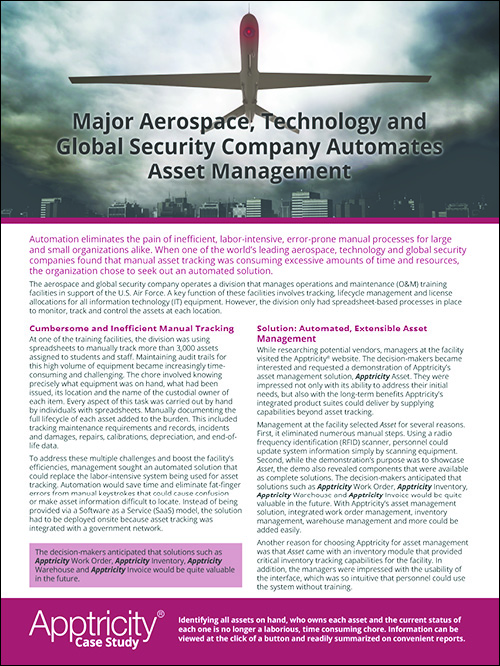 Major Aerospace, Technology and
Global Security Company Automates
Asset Management
Automation eliminates the pain of inefficient, labor-intensive, error-prone manual processes for large
and small organizations alike. When one of the world's leading aerospace, technology and global security
companies found that manual asset tracking was consuming excessive amounts of time and resources,
the organization chose to seek out an automated solution.
The aerospace and global security company operates a division that manages operations and maintenance (O&M) training
facilities in support of the U.S. Air Force. A key function of these facilities involves tracking, lifecycle management and license
allocations for all information technology (IT) equipment. However, the division only had spreadsheet-based processes in place
to monitor, track and control the assets at each location.
Cumbersome and Inefficient Manual Tracking
At one of the training facilities, the division was using
spreadsheets to manually track more than 3,000 assets
assigned to students and staff. Maintaining audit trails for
this high volume of equipment became increasingly time-
consuming and challenging. The chore involved knowing
precisely what equipment was on hand, what had been
issued, its location and the name of the custodial owner of
each item. Every aspect of this task was carried out by hand
by individuals with spreadsheets. Manually documenting the
full lifecycle of each asset added to the burden. This included
tracking maintenance requirements and records, incidents
and damages, repairs, calibrations, depreciation, and end-of-
life data.
To address these multiple challenges and boost the facility's
efficiencies, management sought an automated solution that
could replace the labor-intensive system being used for asset
tracking. Automation would save time and eliminate fat-finger
errors from manual keystrokes that could cause confusion
or make asset information difficult to locate. Instead of being
provided via a Software as a Service (SaaS) model, the solution
had to be deployed onsite because asset tracking was
integrated with a government network.
The decision-makers anticipated that solutions such as
Apptricity Work Order, Apptricity Inventory, Apptricity
Warehouse and Apptricity Invoice would be quite valuable
in the future.
Solution: Automated, Extensible Asset
Management
While researching potential vendors, managers at the facility
visited the Apptricity® website. The decision-makers became
interested and requested a demonstration of Apptricity's
asset management solution, Apptricity Asset. They were
impressed not only with its ability to address their initial
needs, but also with the long-term benefits Apptricity's
integrated product suites could deliver by supplying
capabilities beyond asset tracking.
Management at the facility selected Asset for several reasons.
First, it eliminated numerous manual steps. Using a radio
frequency identification (RFID) scanner, personnel could
update system information simply by scanning equipment.
Second, while the demonstration's purpose was to showcase
Asset, the demo also revealed components that were available
as complete solutions. The decision-makers anticipated that
solutions such as Apptricity Work Order, Apptricity Inventory,
Apptricity Warehouse and Apptricity Invoice would be quite
valuable in the future. With Apptricity's asset management
solution, integrated work order management, inventory
management, warehouse management and more could be
added easily.
Another reason for choosing Apptricity for asset management
was that Asset came with an inventory module that provided
critical inventory tracking capabilities for the facility. In
addition, the managers were impressed with the usability of
the interface, which was so intuitive that personnel could use
the system without training.
Apptricity®
Case Study
Identifying all assets on hand, who owns each asset and the current status of
each one is no longer a laborious, time consuming chore. Information can be
viewed at the click of a button and readily summarized on convenient reports.